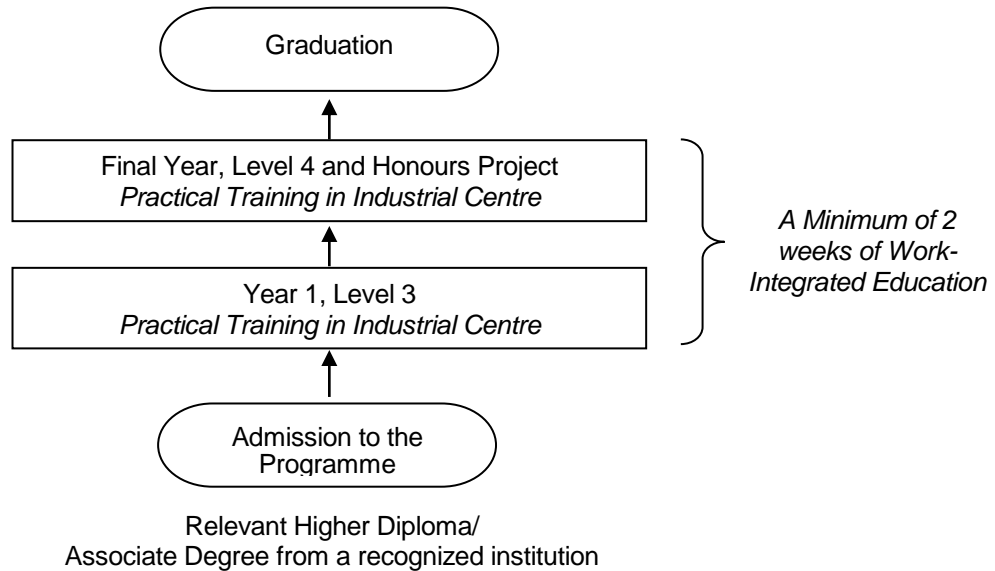 Graduation
Final Year, Level 4 and Honours Project
Practical Training in Industrial Centre
A Minimum of 2
weeks of Work-
Integrated Education
Year 1, Level 3
Practical Training in Industrial Centre
Admission to the
Programme
Relevant Higher Diploma/
Associate Degree from a recognized institution